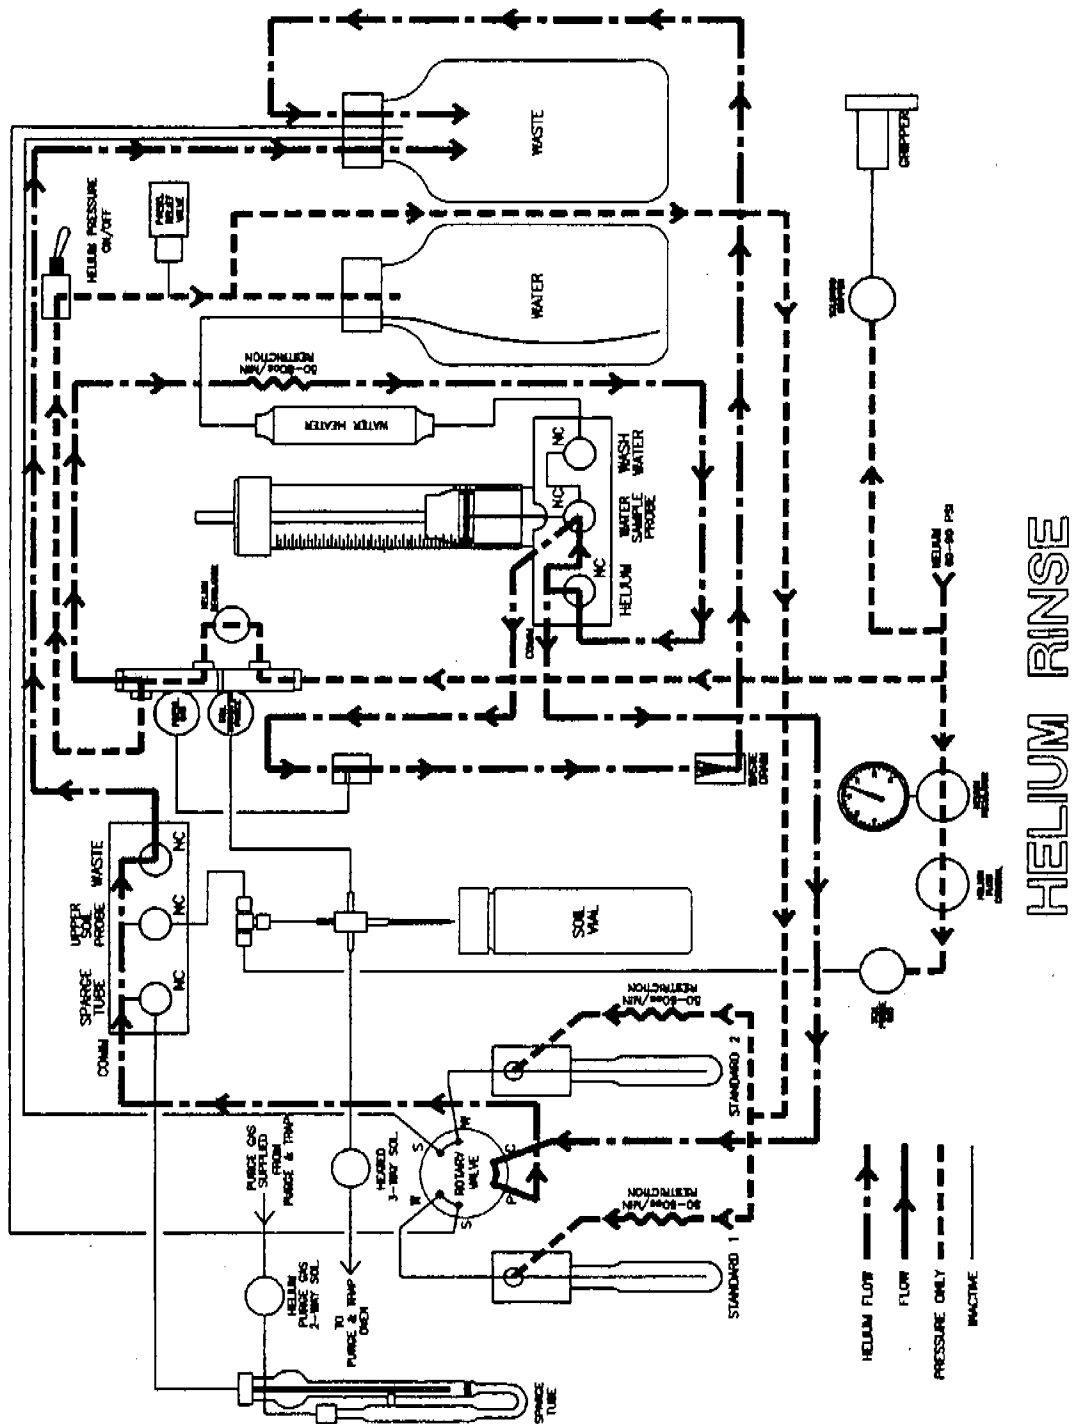 WASTE
HELIUM PRESSURE
ON/OFF
PRESS.
RELIEF
VALVE
WATER
GRIPPER
50-60cc/MIN
RESTRICTION
WATER HEATER
NC
WASH
WATER
NC
WATER
SAMPLE
PROBE
NC
HELIUM
COMM
HELIUM
60-90 PSI
WASTE
NC
UPPER
SOIL
PROBE
NC
SPARGE
TUBE
NC
COMM
SOIL
VIAL
50-60cc/MIN
RESTRICTION
STANDARD 2
PURGE GAS
SUPPLIED
FROM
PURGE & TRAP
HEATED
3-WAY SOL.
ROTARY
VALVE
S
W
C
P
S
W
50-60cc/MIN
RESTRICTION
STANDARD 1
HELIUM
PURGE GAS
2-WAY SOL.
TO
PURGE & TRAP
OVEN
SPARGE
TUBE
HELIUM FLOW
FLOW
PRESSURE ONLY
INACTIVE
HELIUM RINSE